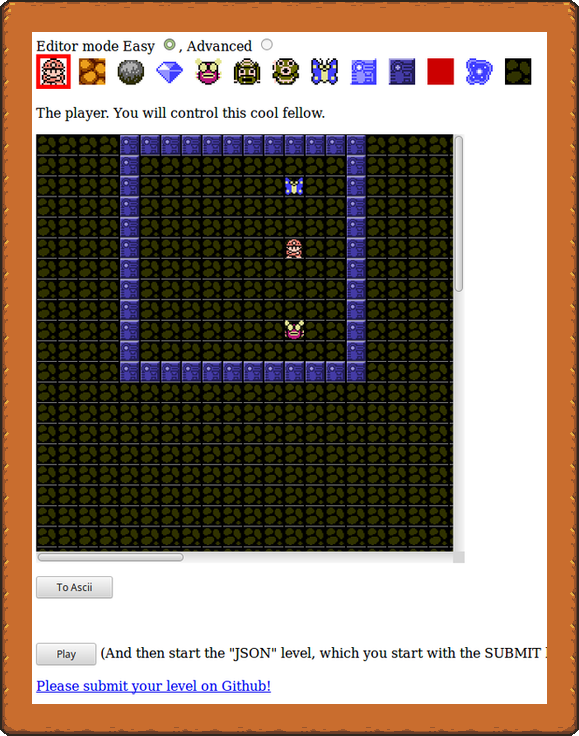 Editor mode Easy , Advanced
The player. You will control this cool fellow.
To Ascii
Play (And then start the "JSON" level, which you start with the SUBMIT
Please submit your level on Github!